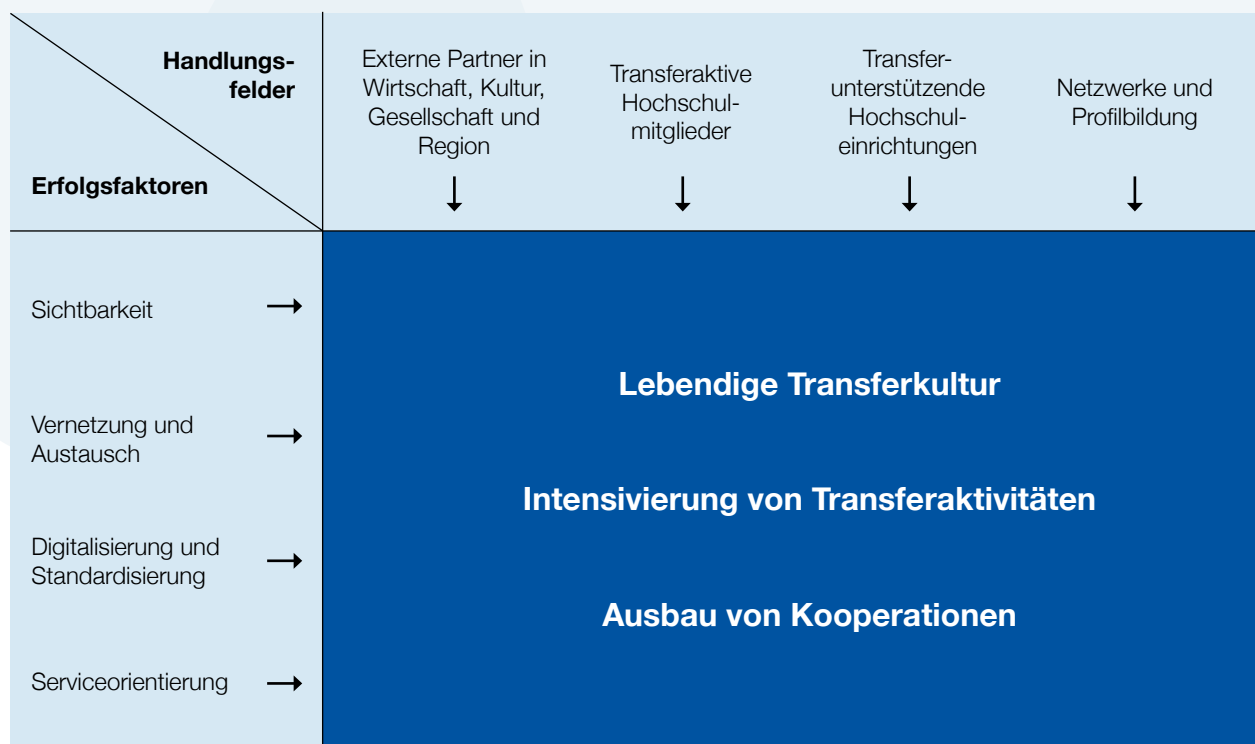 Handlungs-
felder
Erfolgsfaktoren
Externe Partner in
Wirtschaft, Kultur,
Gesellschaft und
Region
Transferaktive
Hochschul-
mitglieder
Transfer-
unterstützende
Hochschul-
einrichtungen
Netzwerke und
Profilbildung
Sichtbarkeit
Vernetzung und
Austausch
Digitalisierung und
Standardisierung
Serviceorientierung
Lebendige Transferkultur
Intensivierung von Transferaktivitäten
Ausbau von Kooperationen